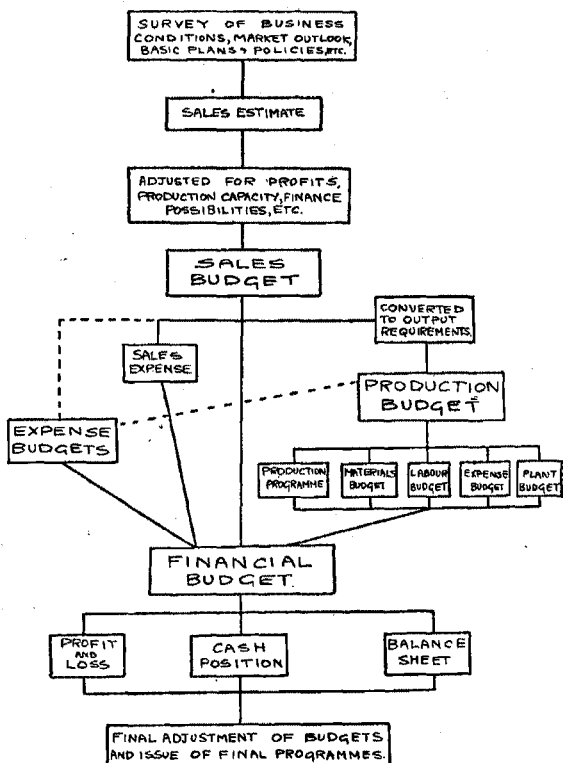 SURVEY OF BUSINESS
CONDITIONS, MARKET OUTLOOK,
BASIC PLANS & POLICIES, ETC.
SALES ESTIMATE
ADJUSTED FOR PROFITS,
PRODUCTION CAPACITY, FINANCE
POSSIBILITIES, ETC.
SALES
BUDGET
CONVERTED
TO OUTPUT
REQUIREMENTS.
SALES
EXPENSE
PRODUCTION
BUDGET
EXPENSE
BUDGETS
PRODUCTION
PROGRAMME
MATERIALS
BUDGET
LABOUR
BUDGET
EXPENSE
BUDGET
PLANT
BUDGET
FINANCIAL
BUDGET.
PROFIT
AND
LOSS
CASH
POSITION
BALANCE
SHEET
FINAL ADJUSTMENT OF BUDGETS
AND ISSUE OF FINAL PROGRAMMES.